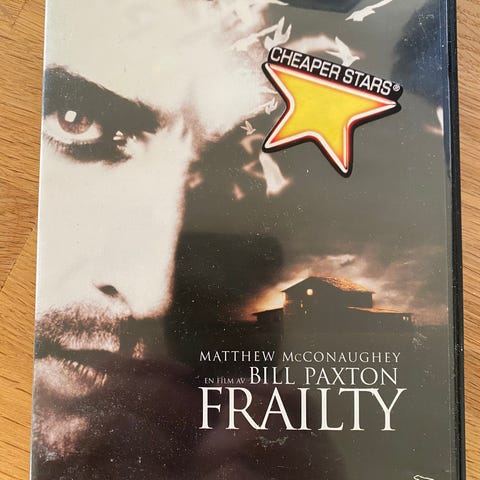 CHEAPER STARS®
MATTHEW McCONAUGHEY
EN FILM AV BILL PAXTON
FRAILTY